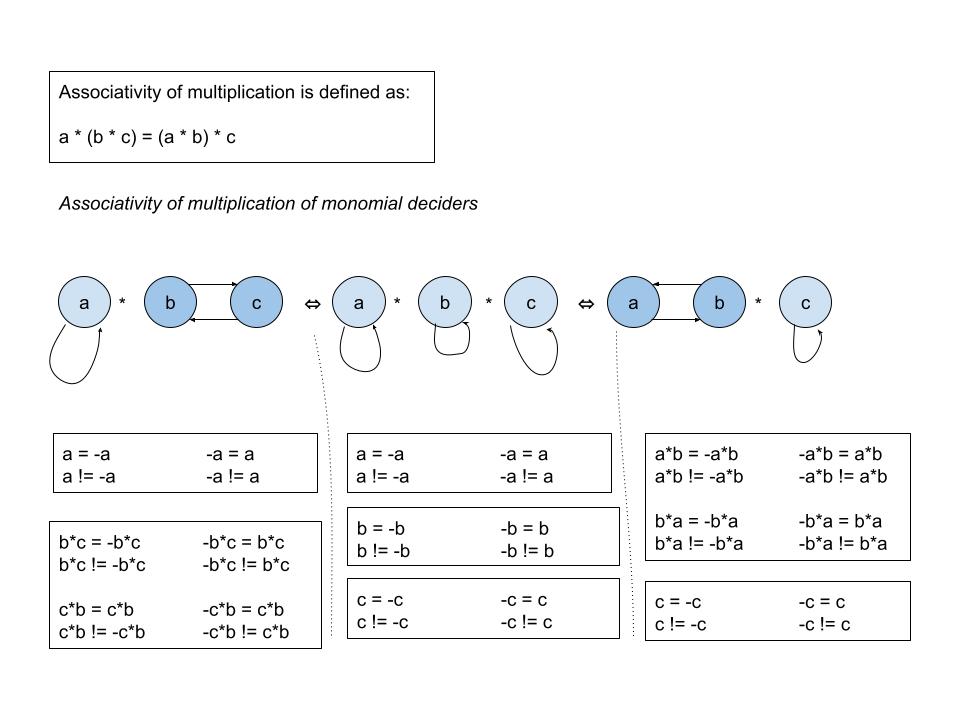 Associativity of multiplication is defined as:
a * (b * c) = (a * b) * c
Associativity of multiplication of monomial deciders
a * b c ⇔ a * b * c ⇔ a b * c
a = -a -a = a
a != -a -a != a
b*c = -b*c -b*c = b*c
b*c != -b*c -b*c != b*c
c*b = c*b -c*b = c*b
c*b != -c*b -c*b != c*b
a = -a -a = a
a != -a -a != a
b = -b -b = b
b != -b -b != b
c = -c -c = c
c != -c -c != c
a*b = -a*b -a*b = a*b
a*b != -a*b -a*b != a*b
b*a = -b*a -b*a = b*a
b*a != -b*a -b*a != b*a
c = -c -c = c
c != -c -c != c